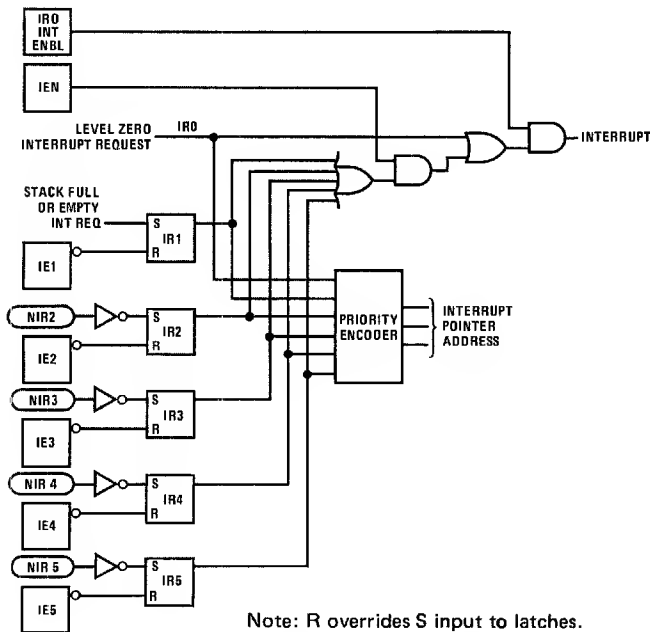 IRO
INT
ENBL
IEN
LEVEL ZERO
INTERRUPT REQUEST
IRO
INTERRUPT
STACK FULL
OR EMPTY
INT REQ
S
R
IR1
IE1
NIR2
S
R
IR2
IE2
NIR3
S
R
IR3
IE3
NIR 4
S
R
IR4
IE4
NIR 5
S
R
IR5
IE5
PRIORITY
ENCODER
INTERRUPT
POINTER
ADDRESS
Note: R overrides S input to latches.